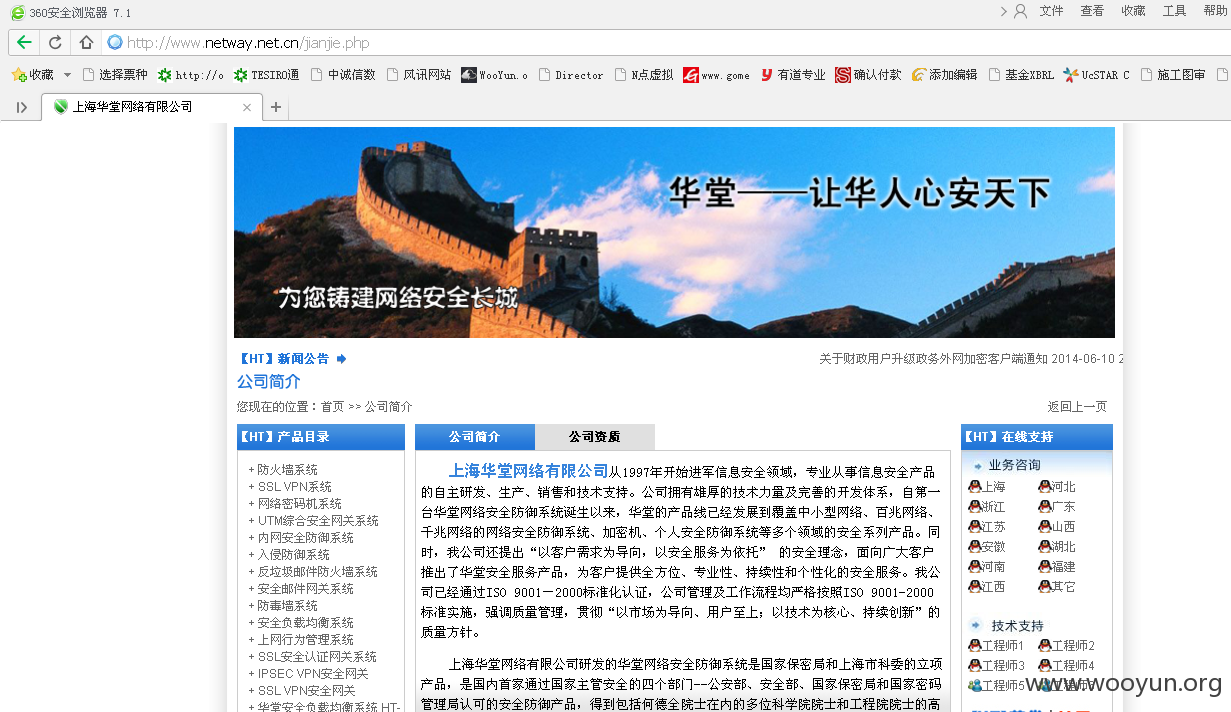 360安全浏览器 7.1
文件 查看 收藏 工具 帮助
http://www.netway.net.cn/jianjie.php
收藏 选择票种 http://o TESIRO通 中诚信数 风讯网站 WooYun.o Director N点虚拟 www.gome 有道专业 确认付款 添加编辑 基金XBRL UcSTAR C 施工图审
上海华堂网络有限公司
华堂——让华人心安天下
为您铸建网络安全长城
【HT】新闻公告
关于财政用户升级政务外网加密客户端通知 2014-06-10 2
公司简介
您现在的位置：首页 >> 公司简介
返回上一页
【HT】产品目录
+ 防火墙系统
+ SSL VPN系统
+ 网络密码机系统
+ UTM综合安全网关系统
+ 内网安全防御系统
+ 入侵防御系统
+ 反垃圾邮件防火墙系统
+ 安全邮件网关系统
+ 防毒墙系统
+ 安全负载均衡系统
+ 上网行为管理系统
+ SSL安全认证网关系统
+ IPSEC VPN安全网关
+ SSL VPN安全网关
+ 华堂安全负载均衡系统 HT-
公司简介 公司资质
上海华堂网络有限公司从1997年开始进军信息安全领域，专业从事信息安全产品
的自主研发、生产、销售和技术支持。公司拥有雄厚的技术力量及完善的开发体系，自第一
台华堂网络安全防御系统诞生以来，华堂的产品线已经发展到覆盖中小型网络、百兆网络、
千兆网络的网络安全防御系统、加密机、个人安全防御系统等多个领域的安全系列产品。同
时，我公司还提出“以客户需求为导向，以安全服务为依托” 的安全理念，面向广大客户
推出了华堂安全服务产品，为客户提供全方位、专业性、持续性和个性化的安全服务。我公
司已经通过ISO 9001—2000标准化认证，公司管理及工作流程均严格按照ISO 9001-2000
标准实施，强调质量管理，贯彻“以市场为导向、用户至上；以技术为核心、持续创新”的
质量方针。
上海华堂网络有限公司研发的华堂网络安全防御系统是国家保密局和上海市科委的立项
产品，是国内首家通过国家主管安全的四个部门--公安部、安全部、国家保密局和国家密码
管理局认可的安全防御产品，得到包括何德全院士在内的多位科学院院士和工程院院士的高
【HT】在线支持
业务咨询
上海 河北
浙江 广东
江苏 山西
安徽 湖北
河南 福建
江西 其它
技术支持
工程师1 工程师2
工程师3 工程师4
工程师5
www.wooyun.org